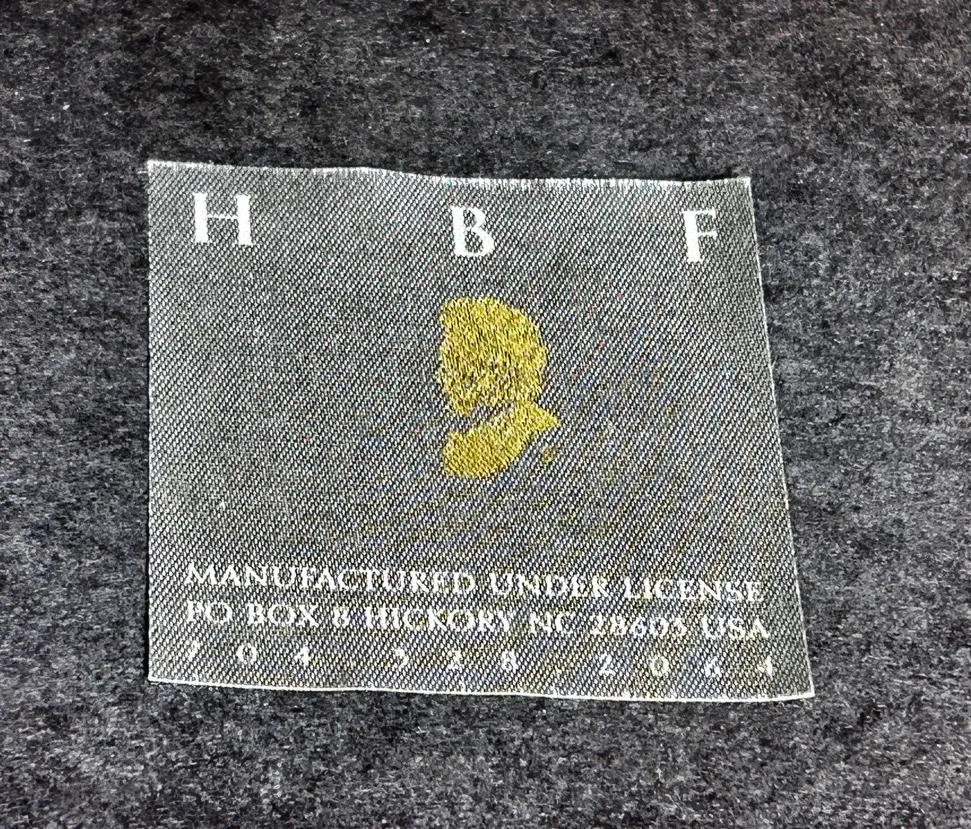 H B F
MANUFACTURED UNDER LICENSE
PO BOX 8 HICKORY NC 28603 USA
7 0 4 . 3 2 8 2 0 6 4